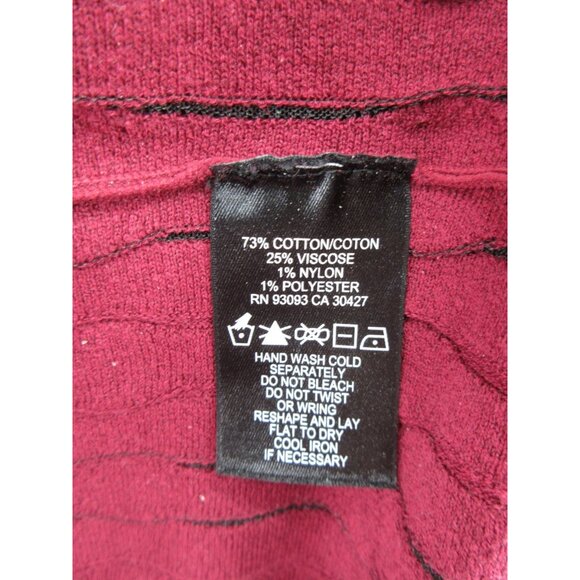 73% COTTON/COTON
25% VISCOSE
1% NYLON
1% POLYESTER
RN 93093 CA 30427
HAND WASH COLD
SEPARATELY
DO NOT BLEACH
DO NOT TWIST
OR WRING
RESHAPE AND LAY
FLAT TO DRY
COOL IRON
IF NECESSARY